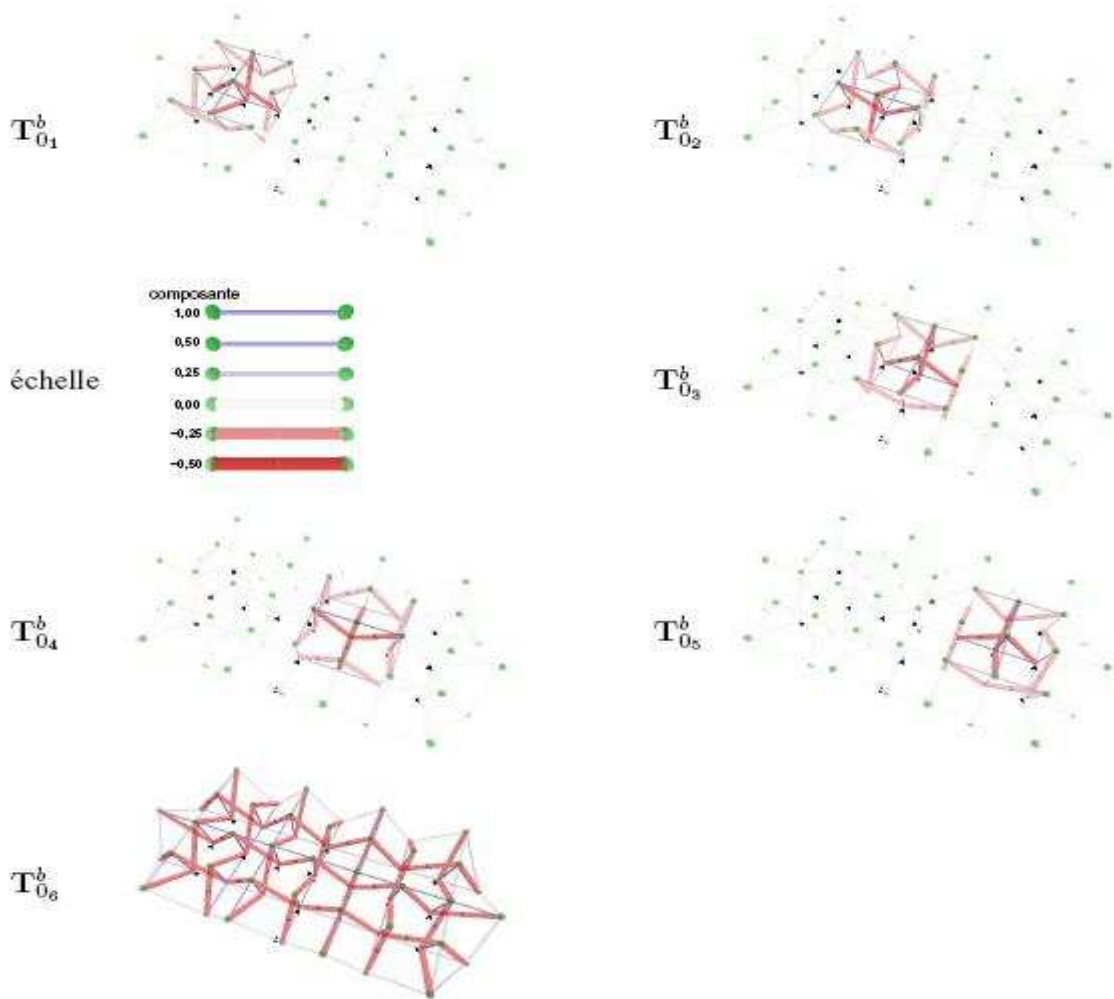 T^b_{0_1}
T^b_{0_2}
composante
1,00
0,50
0,25
0,00
−0,25
−0,50
échelle
T^b_{0_3}
T^b_{0_4}
T^b_{0_5}
T^b_{0_6}